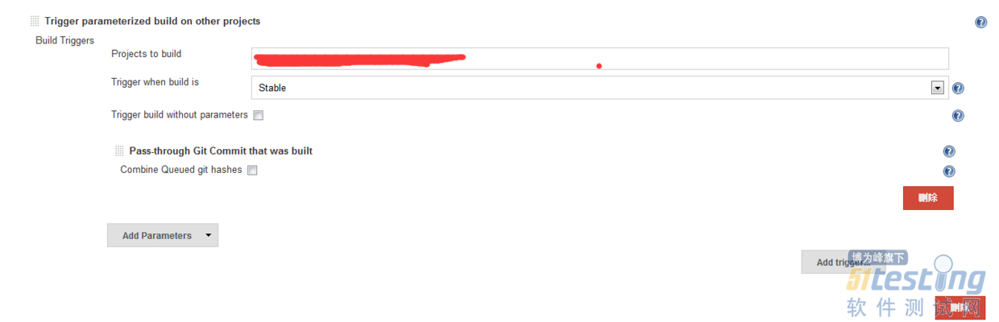 Trigger parameterized build on other projects
Build Triggers
Projects to build
Trigger when build is
Stable
Trigger build without parameters
Pass-through Git Commit that was built
Combine Queued git hashes
删除
Add Parameters
Add trigger...
博为峰旗下
51testing
软件测试网
删除